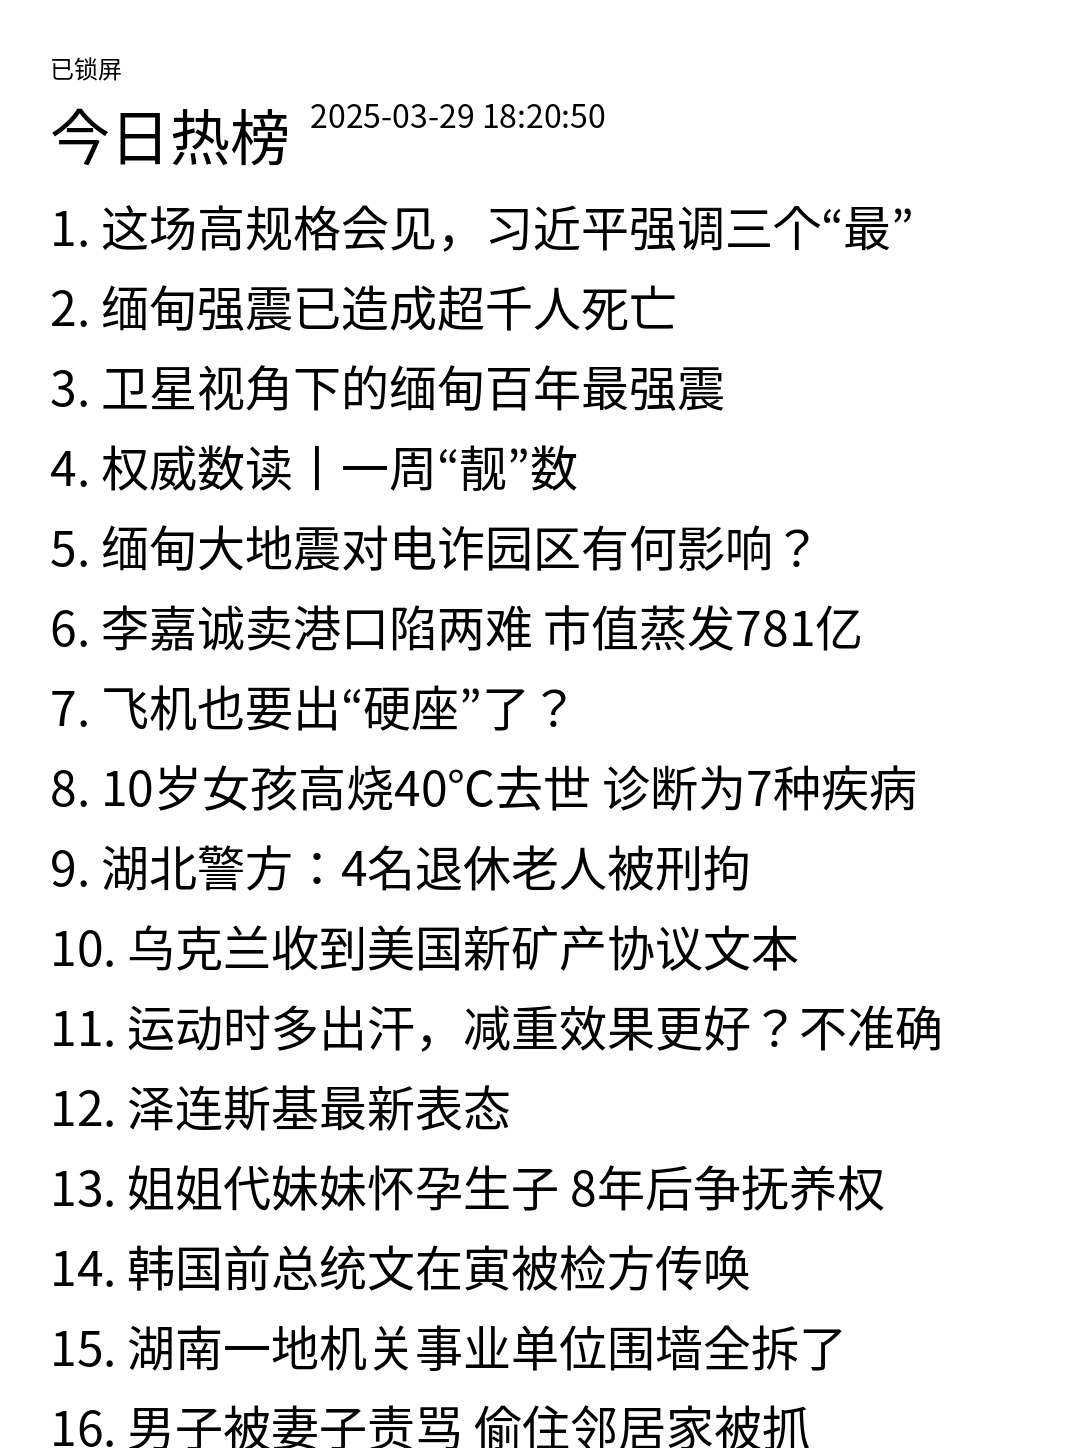 已锁屏
今日热榜 2025-03-29 18:20:50
1. 这场高规格会见，习近平强调三个“最”
2. 缅甸强震已造成超千人死亡
3. 卫星视角下的缅甸百年最强震
4. 权威数读丨一周“靓”数
5. 缅甸大地震对电诈园区有何影响？
6. 李嘉诚卖港口陷两难 市值蒸发781亿
7. 飞机也要出“硬座”了？
8. 10岁女孩高烧40℃去世 诊断为7种疾病
9. 湖北警方：4名退休老人被刑拘
10. 乌克兰收到美国新矿产协议文本
11. 运动时多出汗，减重效果更好？不准确
12. 泽连斯基最新表态
13. 姐姐代妹妹怀孕生子 8年后争抚养权
14. 韩国前总统文在寅被检方传唤
15. 湖南一地机关事业单位围墙全拆了
16. 男子被妻子责骂 偷住邻居家被抓